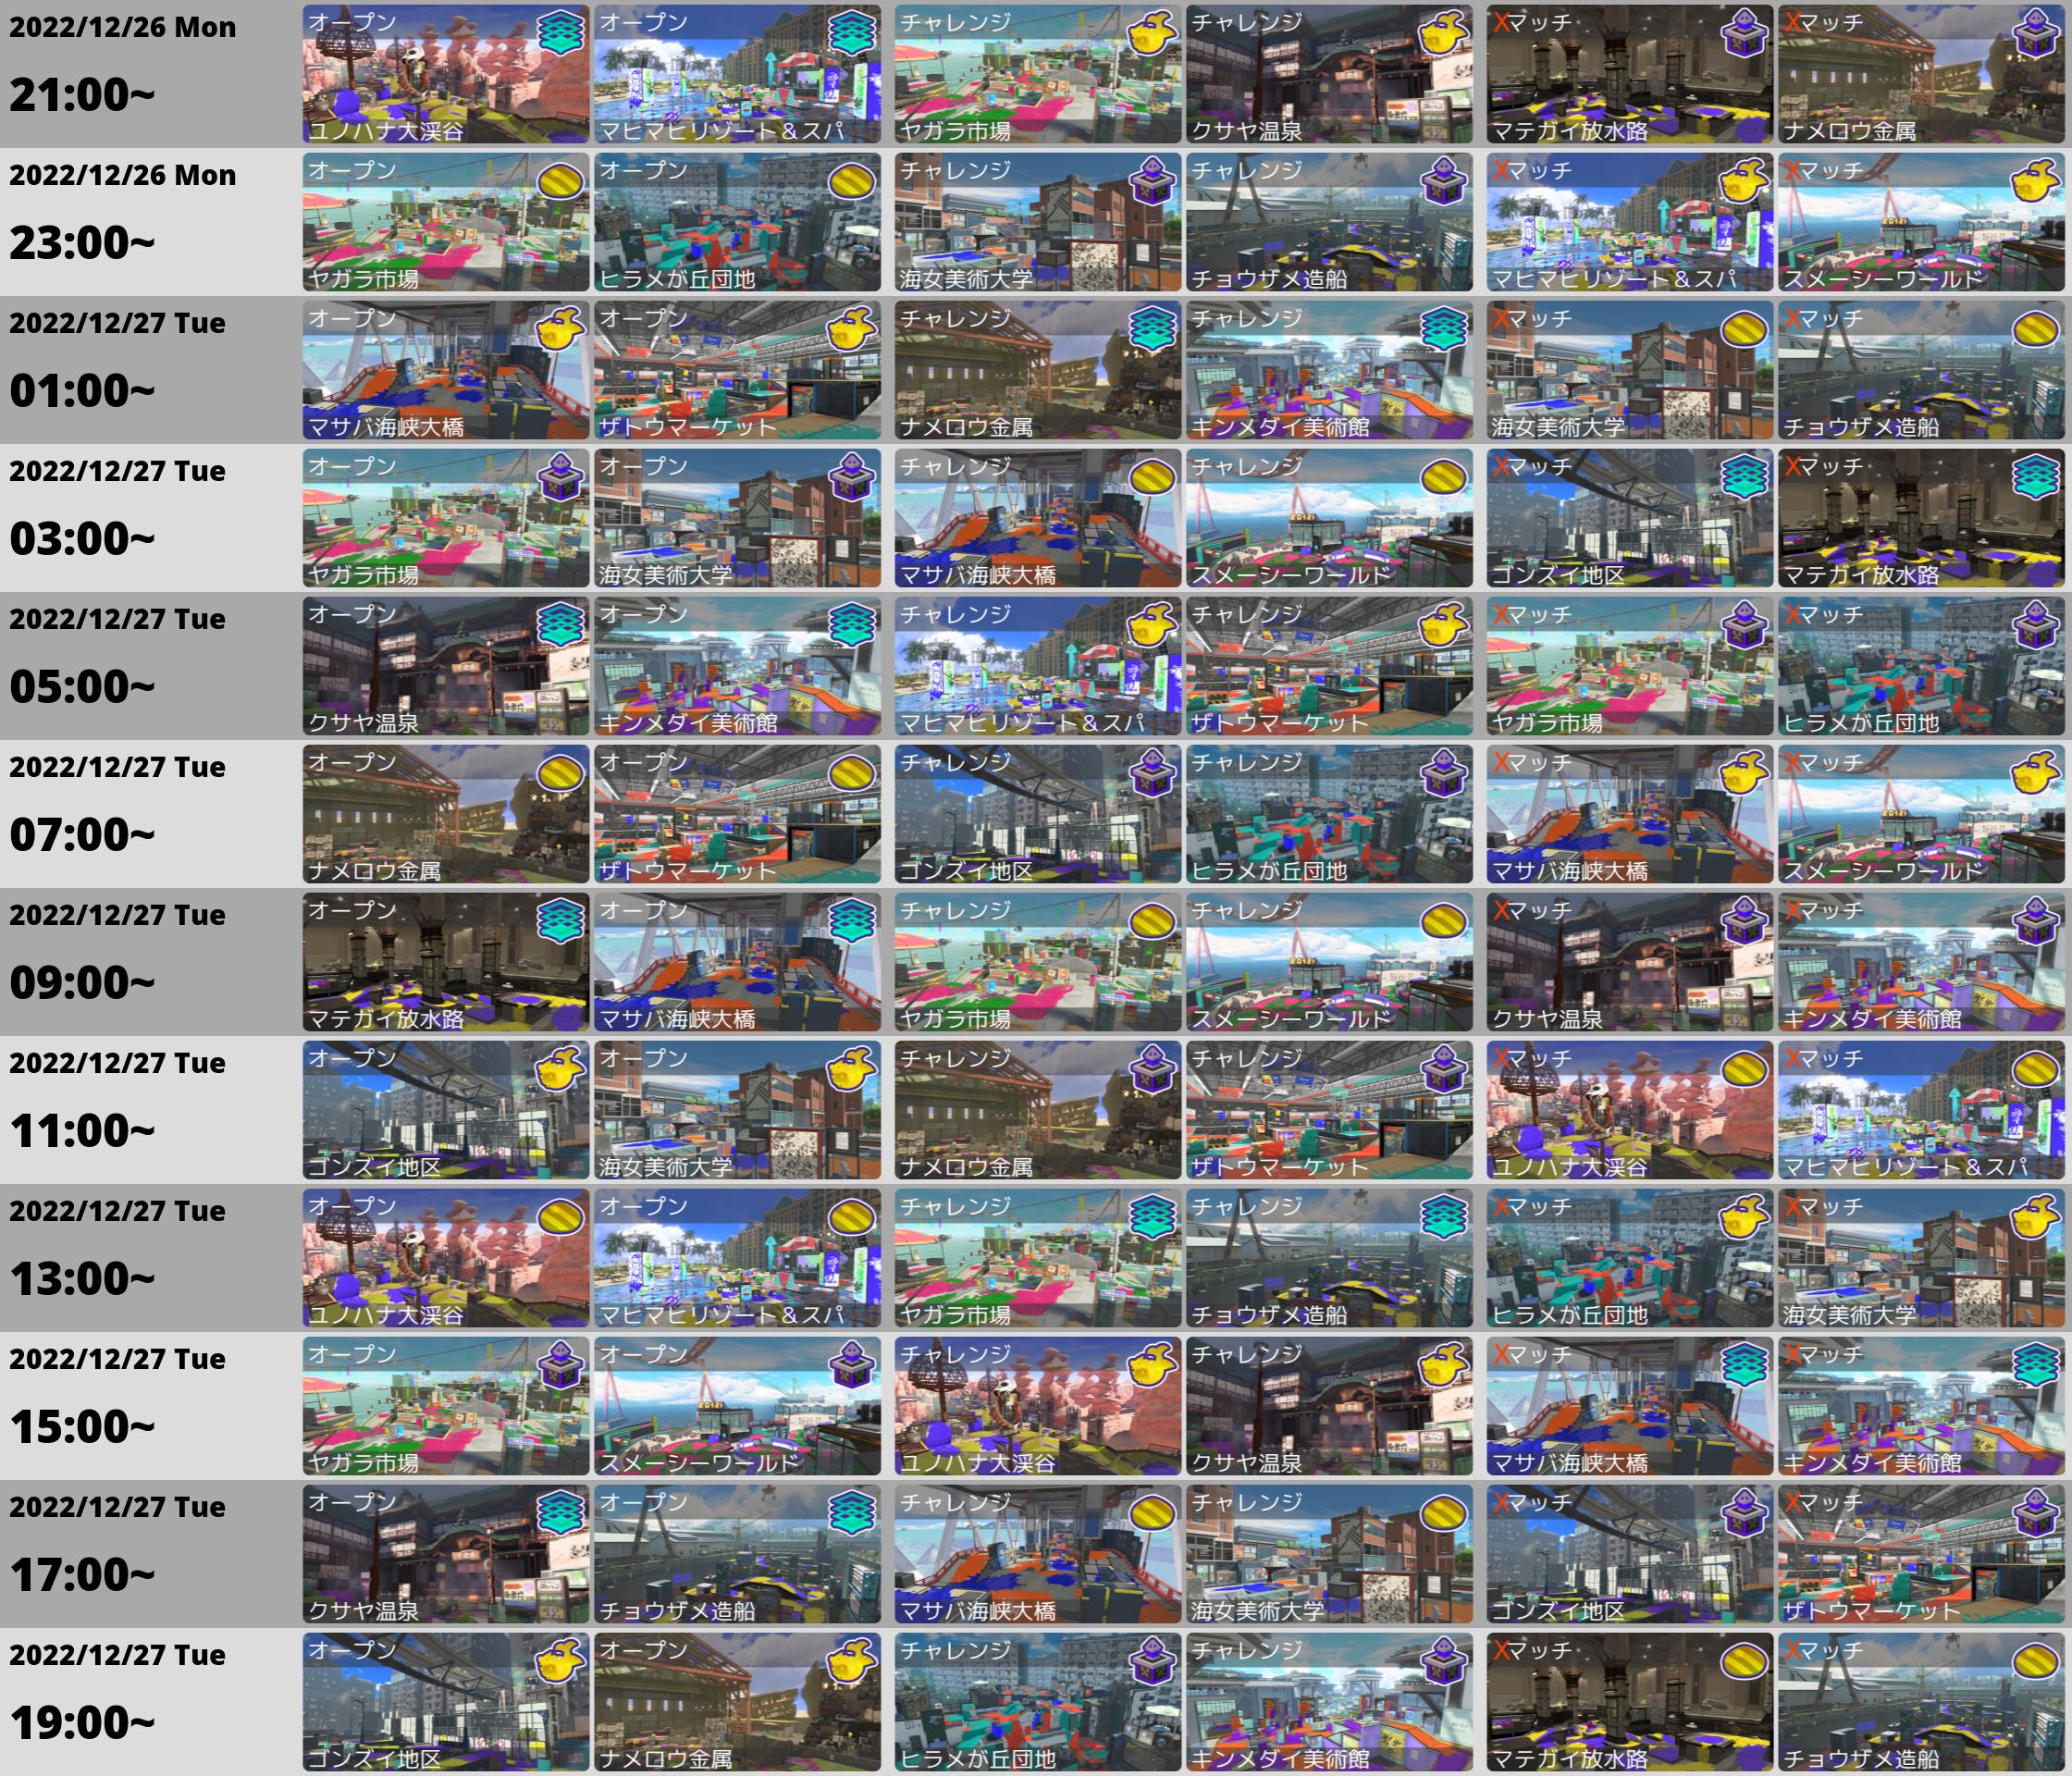 2022/12/26 Mon
21:00~
オープン オープン チャレンジ チャレンジ Xマッチ Xマッチ
ユノハナ大渓谷 マヒマヒリゾート＆スパ ヤガラ市場 クサヤ温泉 マテガイ放水路 ナメロウ金属
2022/12/26 Mon
23:00~
オープン オープン チャレンジ チャレンジ Xマッチ Xマッチ
ヤガラ市場 ヒラメが丘団地 海女美術大学 チョウザメ造船 マヒマヒリゾート＆スパ スメーシーワールド
2022/12/27 Tue
01:00~
オープン オープン チャレンジ チャレンジ Xマッチ Xマッチ
マサバ海峡大橋 ザトウマーケット ナメロウ金属 キンメダイ美術館 海女美術大学 チョウザメ造船
2022/12/27 Tue
03:00~
オープン オープン チャレンジ チャレンジ Xマッチ Xマッチ
ヤガラ市場 海女美術大学 マサバ海峡大橋 スメーシーワールド ゴンズイ地区 マテガイ放水路
2022/12/27 Tue
05:00~
オープン オープン チャレンジ チャレンジ Xマッチ Xマッチ
クサヤ温泉 キンメダイ美術館 マヒマヒリゾート＆スパ ザトウマーケット ヤガラ市場 ヒラメが丘団地
2022/12/27 Tue
07:00~
オープン オープン チャレンジ チャレンジ Xマッチ Xマッチ
ナメロウ金属 ザトウマーケット ゴンズイ地区 ヒラメが丘団地 マサバ海峡大橋 スメーシーワールド
2022/12/27 Tue
09:00~
オープン オープン チャレンジ チャレンジ Xマッチ Xマッチ
マテガイ放水路 マサバ海峡大橋 ヤガラ市場 スメーシーワールド クサヤ温泉 キンメダイ美術館
2022/12/27 Tue
11:00~
オープン オープン チャレンジ チャレンジ Xマッチ Xマッチ
ゴンズイ地区 海女美術大学 ナメロウ金属 ザトウマーケット ユノハナ大渓谷 マヒマヒリゾート＆スパ
2022/12/27 Tue
13:00~
オープン オープン チャレンジ チャレンジ Xマッチ Xマッチ
ユノハナ大渓谷 マヒマヒリゾート＆スパ ヤガラ市場 チョウザメ造船 ヒラメが丘団地 海女美術大学
2022/12/27 Tue
15:00~
オープン オープン チャレンジ チャレンジ Xマッチ Xマッチ
ヤガラ市場 スメーシーワールド ユノハナ大渓谷 クサヤ温泉 マサバ海峡大橋 キンメダイ美術館
2022/12/27 Tue
17:00~
オープン オープン チャレンジ チャレンジ Xマッチ Xマッチ
クサヤ温泉 チョウザメ造船 マサバ海峡大橋 海女美術大学 ゴンズイ地区 ザトウマーケット
2022/12/27 Tue
19:00~
オープン オープン チャレンジ チャレンジ Xマッチ Xマッチ
ゴンズイ地区 ナメロウ金属 ヒラメが丘団地 キンメダイ美術館 マテガイ放水路 チョウザメ造船